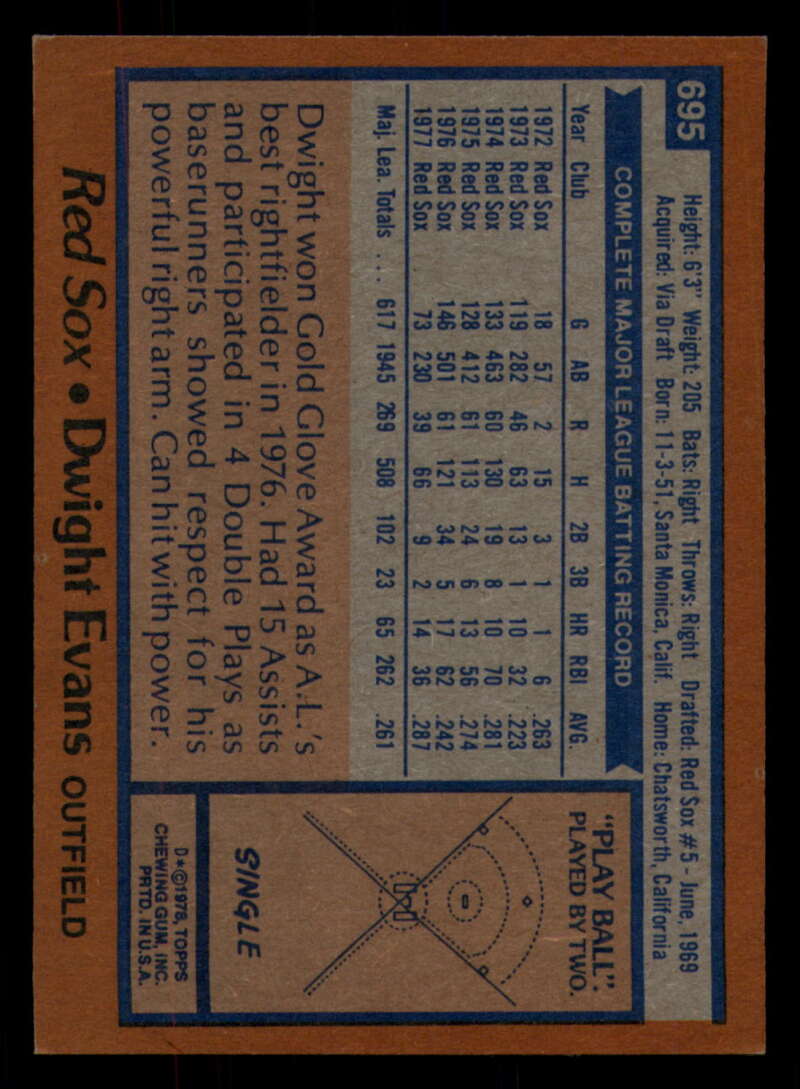 695
Height: 6'3" Weight: 205 Bats: Right Throws: Right Drafted: Red Sox #5 - June, 1969
Acquired: Via Draft Born: 11-3-51, Santa Monica, Calif. Home: Chatsworth, California
COMPLETE MAJOR LEAGUE BATTING RECORD
Year Club G AB R H 2B 3B HR RBI AVG.
1972 Red Sox 18 57 2 15 3 1 1 6 .263
1973 Red Sox 119 282 46 63 13 1 10 32 .223
1974 Red Sox 133 463 60 130 19 8 10 70 .281
1975 Red Sox 128 412 61 113 24 6 13 56 .274
1976 Red Sox 146 501 61 121 34 5 17 62 .242
1977 Red Sox 73 230 39 66 9 2 14 36 .287
Maj. Lea. Totals ... 617 1945 269 508 102 23 65 262 .261
Dwight won Gold Glove Award as A.L.'s
best rightfielder in 1976. Had 15 Assists
and participated in 4 Double Plays as
baserunners showed respect for his
powerful right arm. Can hit with power.
"PLAY BALL":
PLAYED BY TWO.
SINGLE
D*©1978, TOPPS
CHEWING GUM, INC.
PRTD. IN U.S.A.
Red Sox • Dwight Evans OUTFIELD